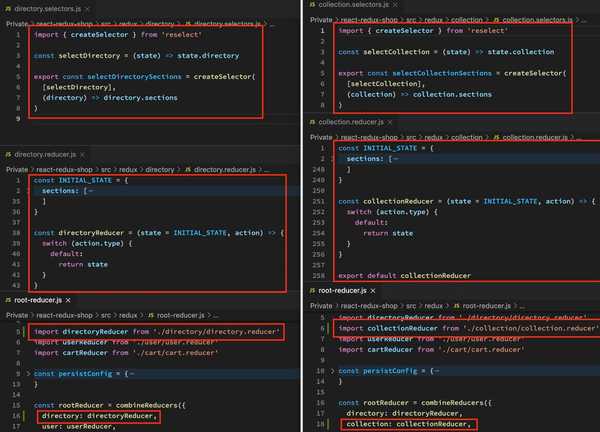 JS directory.selectors.js
Private › react-redux-shop › src › redux › directory › JS directory.selectors.js › ...
1 import { createSelector } from 'reselect'
2
3 const selectDirectory = (state) => state.directory
4
5 export const selectDirectorySections = createSelector(
6 [selectDirectory],
7 (directory) => directory.sections
8 )
9
JS directory.reducer.js
Private › react-redux-shop › src › redux › directory › JS directory.reducer.js › ...
1 const INITIAL_STATE = {
2 sections: [⋯
35 ]
36 }
37
38 const directoryReducer = (state = INITIAL_STATE, action) => {
39 switch (action.type) {
40 default:
41 return state
42 }
43 }
JS root-reducer.js ×
Private › react-redux-shop › src › redux › JS root-reducer.js › ...
5 import directoryReducer from './directory/directory.reducer'
6 import userReducer from './user/user.reducer'
7 import cartReducer from './cart/cart.reducer'
8
9 const persistConfig = {⋯
13 }
14
15 const rootReducer = combineReducers({
16 directory: directoryReducer,
17 user: userReducer,
JS collection.selectors.js
Private › react-redux-shop › src › redux › collection › JS collection.selectors.js › ...
1 import { createSelector } from 'reselect'
2
3 const selectCollection = (state) => state.collection
4
5 export const selectCollectionSections = createSelector(
6 [selectCollection],
7 (collection) => collection.sections
8 )
JS collection.reducer.js
Private › react-redux-shop › src › redux › collection › JS collection.reducer.js › ...
1 const INITIAL_STATE = {
2 sections: [⋯
249 ]
250 }
251
252 const collectionReducer = (state = INITIAL_STATE, action) => {
253 switch (action.type) {
254 default:
254 return state
255 }
256 }
257
258 export default collectionReducer
JS root-reducer.js ×
Private › react-redux-shop › src › redux › JS root-reducer.js › ...
5 import directoryReducer from './directory/directory.reducer'
6 import collectionReducer from './collection/collection.reducer'
7 import userReducer from './user/user.reducer'
8 import cartReducer from './cart/cart.reducer'
9
10 const persistConfig = {⋯
14 }
15
16 const rootReducer = combineReducers({
17 directory: directoryReducer,
18 collection: collectionReducer,